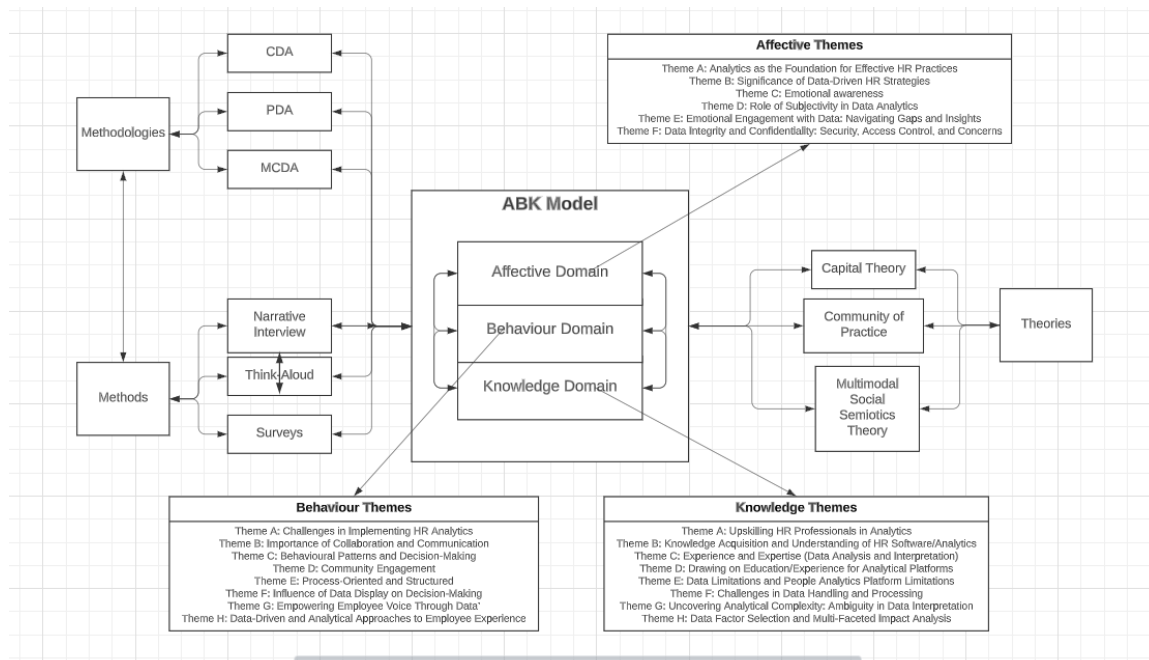 CDA
PDA
MCDA
Methodologies
Affective Themes
Theme A: Analytics as the Foundation for Effective HR Practices
Theme B: Significance of Data-Driven HR Strategies
Theme C: Emotional awareness
Theme D: Role of Subjectivity in Data Analytics
Theme E: Emotional Engagement with Data: Navigating Gaps and Insights
Theme F: Data Integrity and Confidentiality: Security, Access Control, and Concerns
ABK Model
Affective Domain
Behaviour Domain
Knowledge Domain
Methods
Narrative
Interview
Think-Aloud
Surveys
Capital Theory
Community of
Practice
Multimodal
Social
Semiotics
Theory
Theories
Behaviour Themes
Theme A: Challenges in Implementing HR Analytics
Theme B: Importance of Collaboration and Communication
Theme C: Behavioural Patterns and Decision-Making
Theme D: Community Engagement
Theme E: Process-Oriented and Structured
Theme F: Influence of Data Display on Decision-Making
Theme G: Empowering Employee Voice Through Data'
Theme H: Data-Driven and Analytical Approaches to Employee Experience
Knowledge Themes
Theme A: Upskilling HR Professionals in Analytics
Theme B: Knowledge Acquisition and Understanding of HR Software/Analytics
Theme C: Experience and Expertise (Data Analysis and Interpretation)
Theme D: Drawing on Education/Experience for Analytical Platforms
Theme E: Data Limitations and People Analytics Platform Limitations
Theme F: Challenges in Data Handling and Processing
Theme G: Uncovering Analytical Complexity: Ambiguity in Data Interpretation
Theme H: Data Factor Selection and Multi-Faceted Impact Analysis